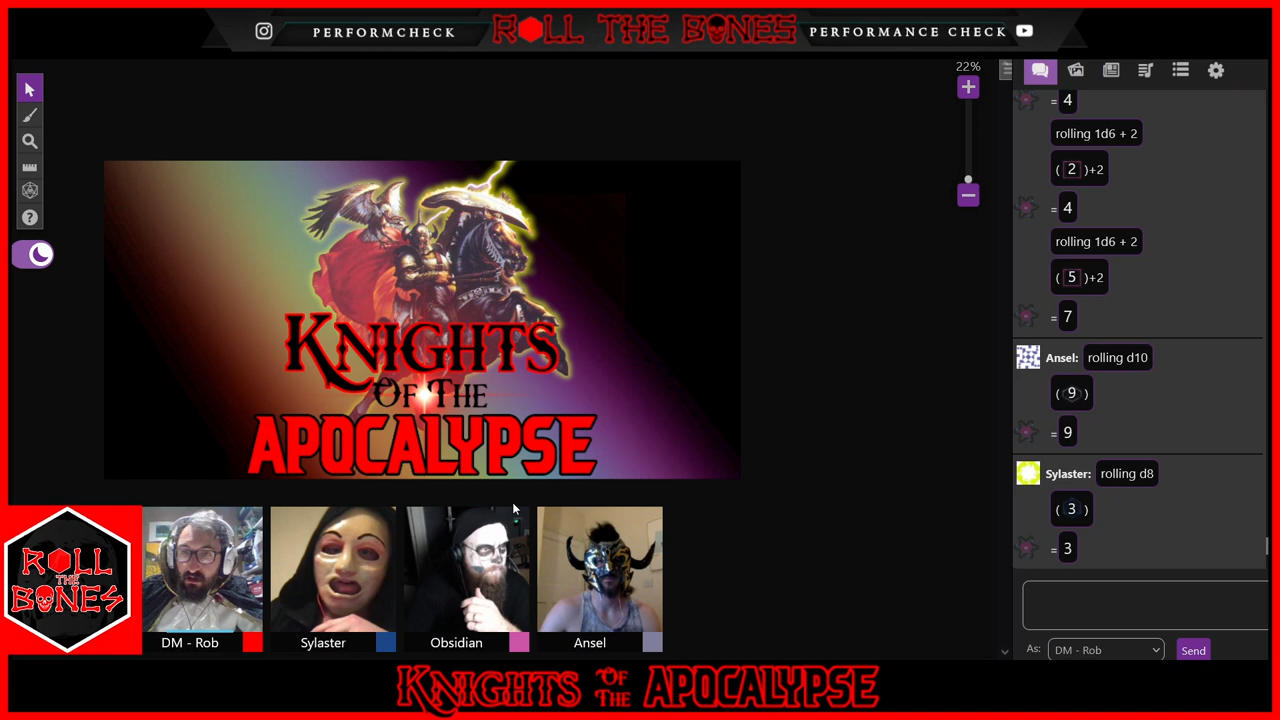 PERFORMCHECK
ROLL THE BONES
PERFORMANCE CHECK
22%
= 4
rolling 1d6 + 2
( 2 )+2
= 4
rolling 1d6 + 2
( 5 )+2
= 7
Ansel: rolling d10
( 9 )
= 9
Sylaster: rolling d8
( 3 )
= 3
As: DM - Rob
Send
KNIGHTS
OF THE
APOCALYPSE
ROLL
THE
BONES
DM - Rob
Sylaster
Obsidian
Ansel
KNIGHTS OF THE APOCALYPSE